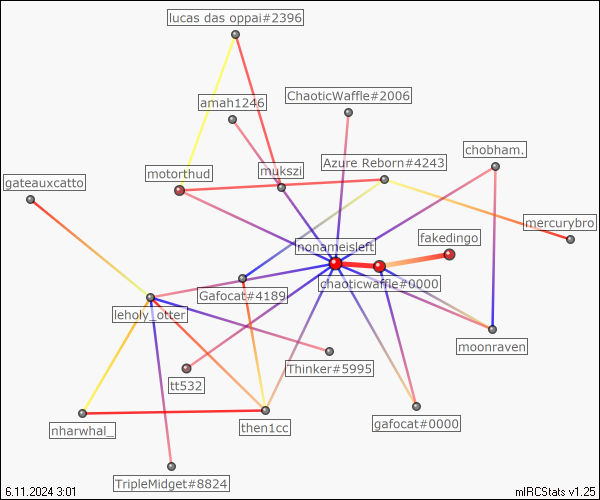 lucas das oppai#2396
ChaoticWaffle#2006
amah1246
chobham.
Azure Reborn#4243
mukszi
motorthud
gateauxcatto
mercurybro
fakedingo
nonameisleft
chaoticwaffle#0000
Gafocat#4189
leholy_otter
moonraven
Thinker#5995
tt532
gafocat#0000
then1cc
nharwhal_
TripleMidget#8824
6.11.2024 3:01
mIRCStats v1.25